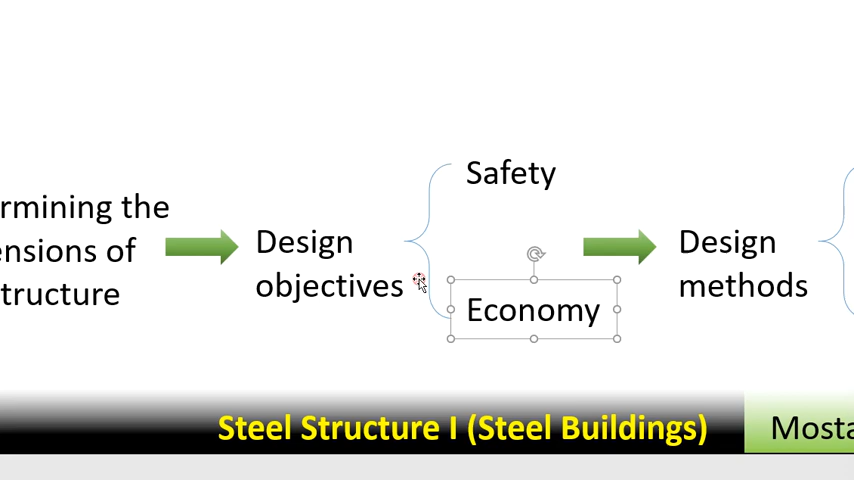 rmining the
ensions of
tructure
Design
objectives
Safety
Economy
Design
methods
Steel Structure I (Steel Buildings)
Mosta